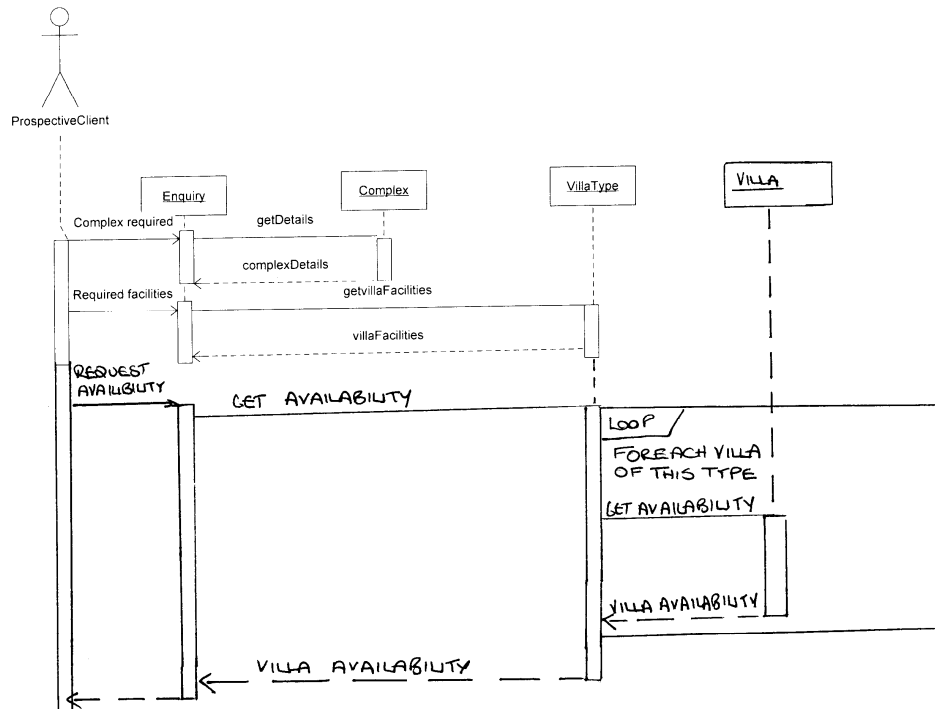 ProspectiveClient
Enquiry
Complex
VillaType
VILLA
Complex required
getDetails
complexDetails
Required facilities
getvillaFacilities
villaFacilities
REQUEST
AVAILIBILITY
GET AVAILABILITY
LOOP
FOREACH VILLA
OF THIS TYPE
GET AVAILABILITY
VILLA AVAILABILITY
VILLA AVAILABILITY